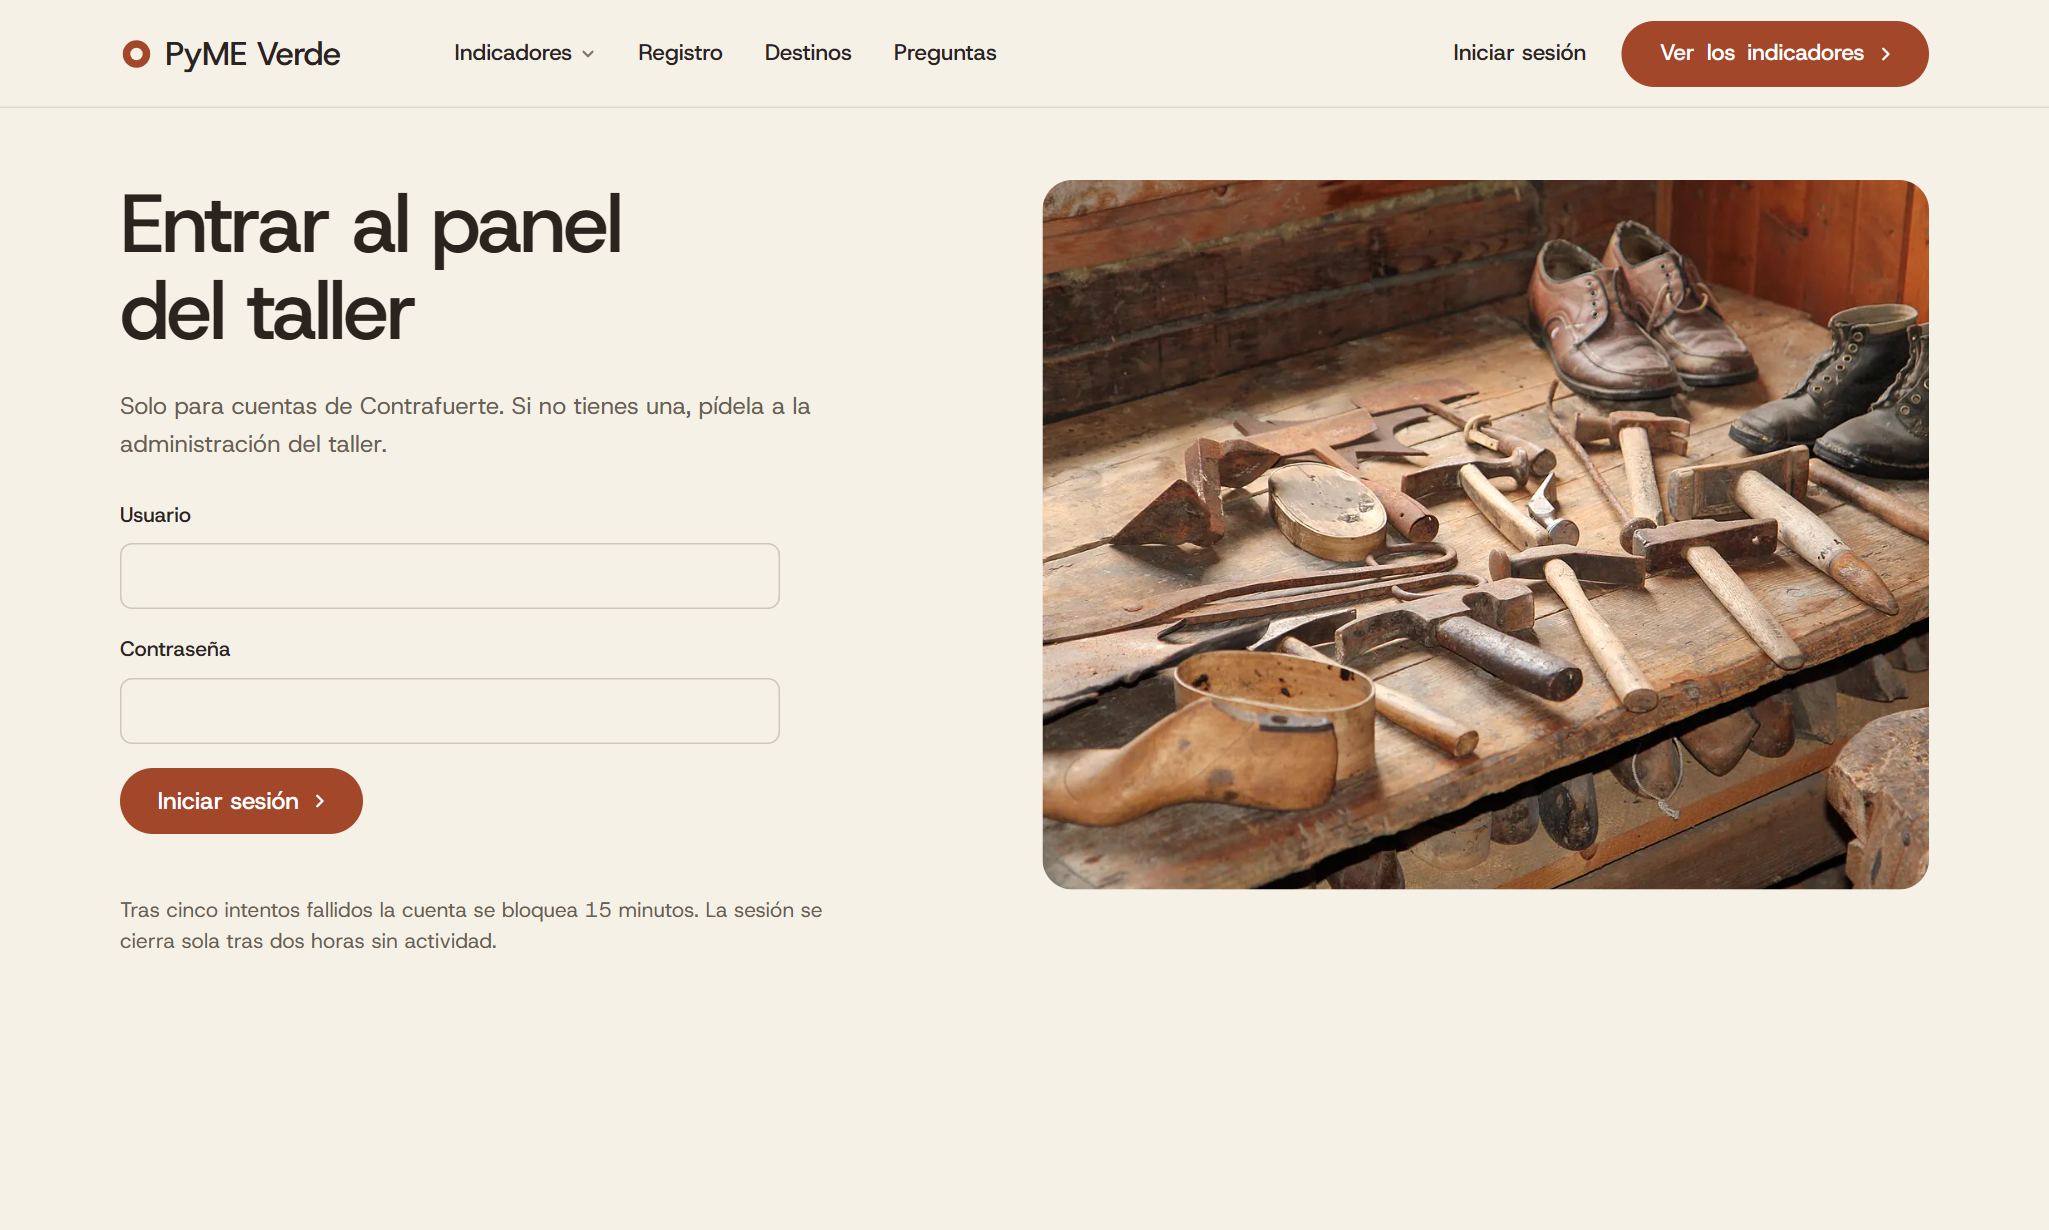 PyME Verde
Indicadores
Registro
Destinos
Preguntas
Iniciar sesión
Ver los indicadores
Entrar al panel
del taller
Solo para cuentas de Contrafuerte. Si no tienes una, pídela a la
administración del taller.
Usuario
Contraseña
Iniciar sesión
Tras cinco intentos fallidos la cuenta se bloquea 15 minutos. La sesión se
cierra sola tras dos horas sin actividad.